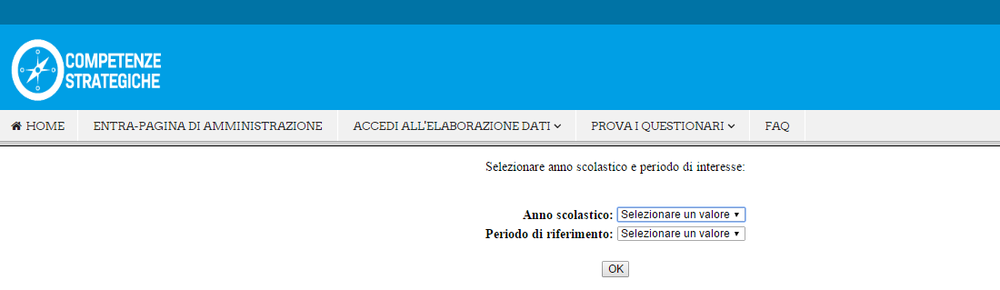 COMPETENZE
STRATEGICHE
HOME ENTRA-PAGINA DI AMMINISTRAZIONE ACCEDI ALL'ELABORAZIONE DATI PROVA I QUESTIONARI FAQ
Selezionare anno scolastico e periodo di interesse:
Anno scolastico: Selezionare un valore
Periodo di riferimento: Selezionare un valore
OK